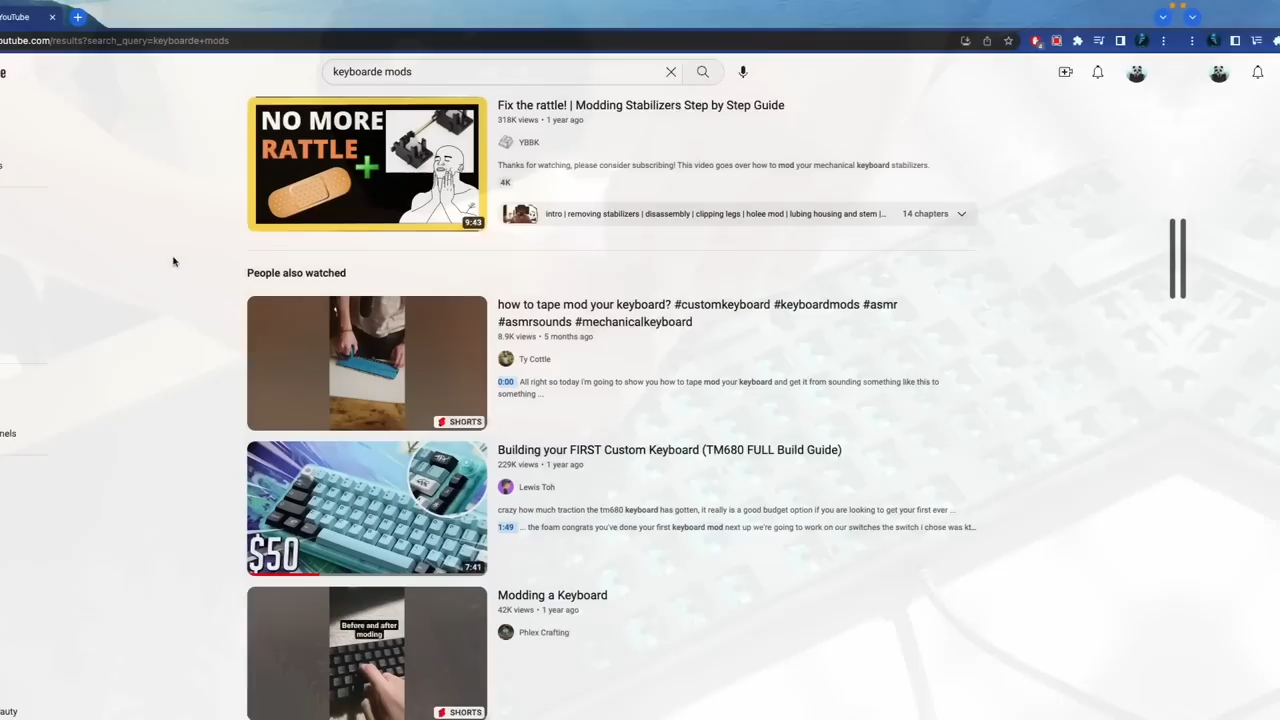 YouTube
outube.com/results?search_query=keyboarde+mods
e
keyboarde mods
NO MORE
RATTLE
9:43
Fix the rattle! | Modding Stabilizers Step by Step Guide
318K views • 1 year ago
YBBK
Thanks for watching, please consider subscribing! This video goes over how to mod your mechanical keyboard stabilizers.
4K
intro | removing stabilizers | disassembly | clipping legs | holee mod | lubing housing and stem |...
14 chapters
s
People also watched
how to tape mod your keyboard? #customkeyboard #keyboardmods #asmr
#asmrsounds #mechanicalkeyboard
8.9K views • 5 months ago
Ty Cottle
0:00 All right so today i'm going to show you how to tape mod your keyboard and get it from sounding something like this to
something ...
SHORTS
nels
Building your FIRST Custom Keyboard (TM680 FULL Build Guide)
229K views • 1 year ago
Lewis Toh
crazy how much traction the tm680 keyboard has gotten, it really is a good budget option if you are looking to get your first ever ...
1:49 ... the foam congrats you've done your first keyboard mod next up we're going to work on our switches the switch i chose was kt...
$50
7:41
Modding a Keyboard
42K views • 1 year ago
Phlex Crafting
Before and after
moding
SHORTS
auty